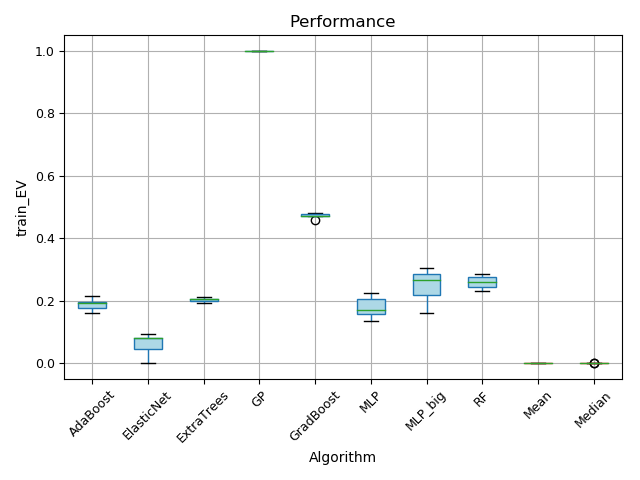 Performance
1.0
0.8
0.6
0.4
0.2
0.0
train_EV
AdaBoost
ElasticNet
ExtraTrees
GP
GradBoost
MLP
MLP_big
RF
Mean
Median
Algorithm